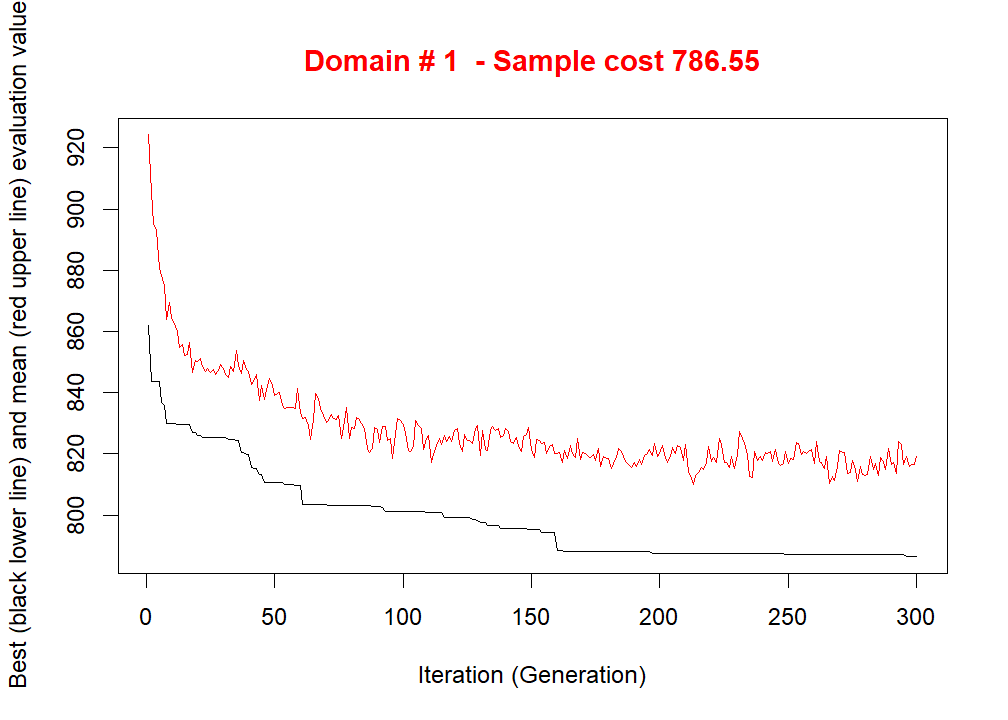 Domain # 1  - Sample cost 786.55
Best (black lower line) and mean (red upper line) evaluation value
920
900
880
860
840
820
800
0 50 100 150 200 250 300
Iteration (Generation)